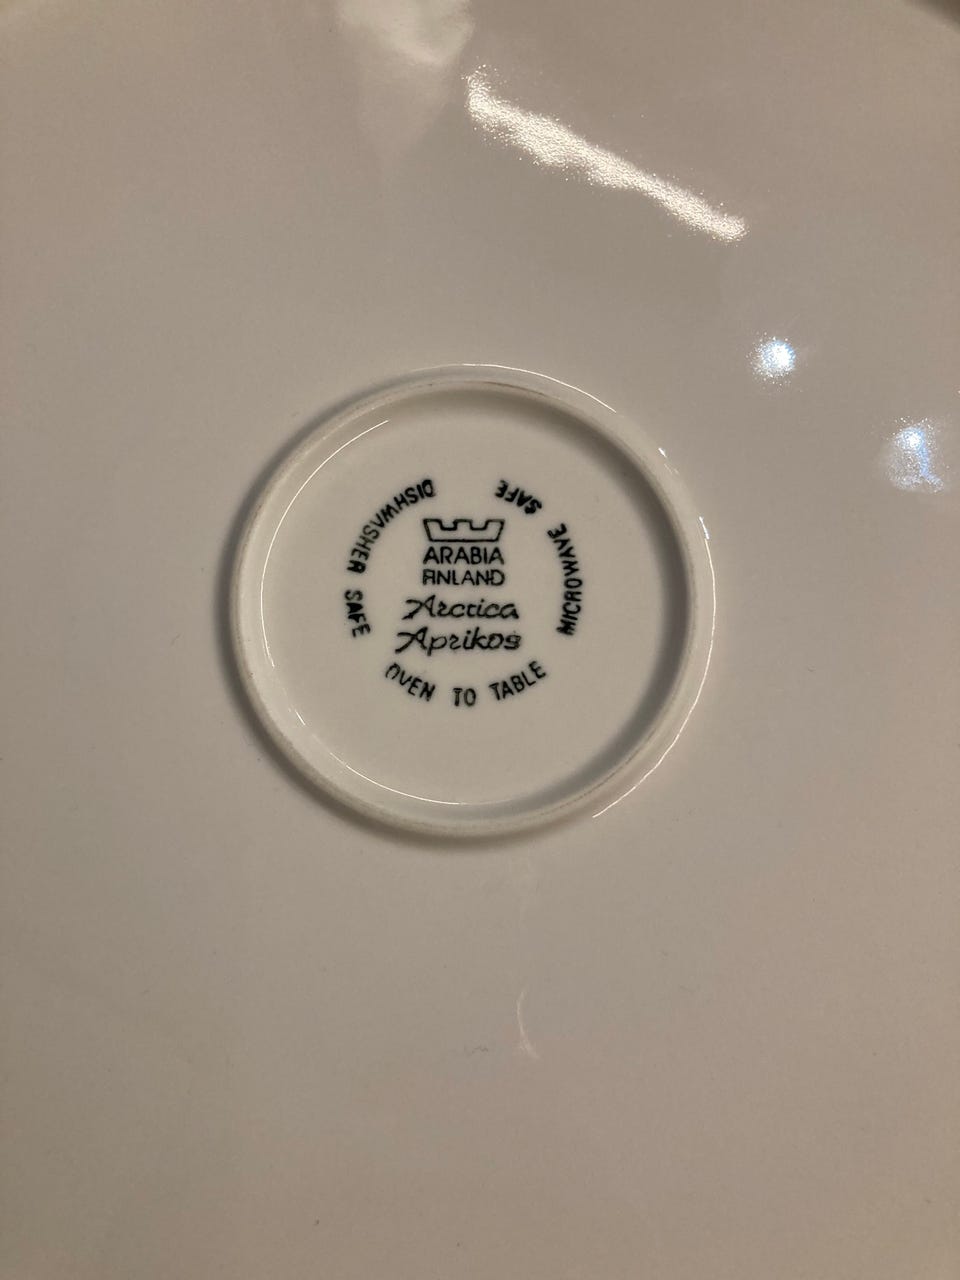 ARABIA
FINLAND
Arctica
Aprikos
DISHWASHER SAFE
OVEN TO TABLE
MICROWAVE SAFE